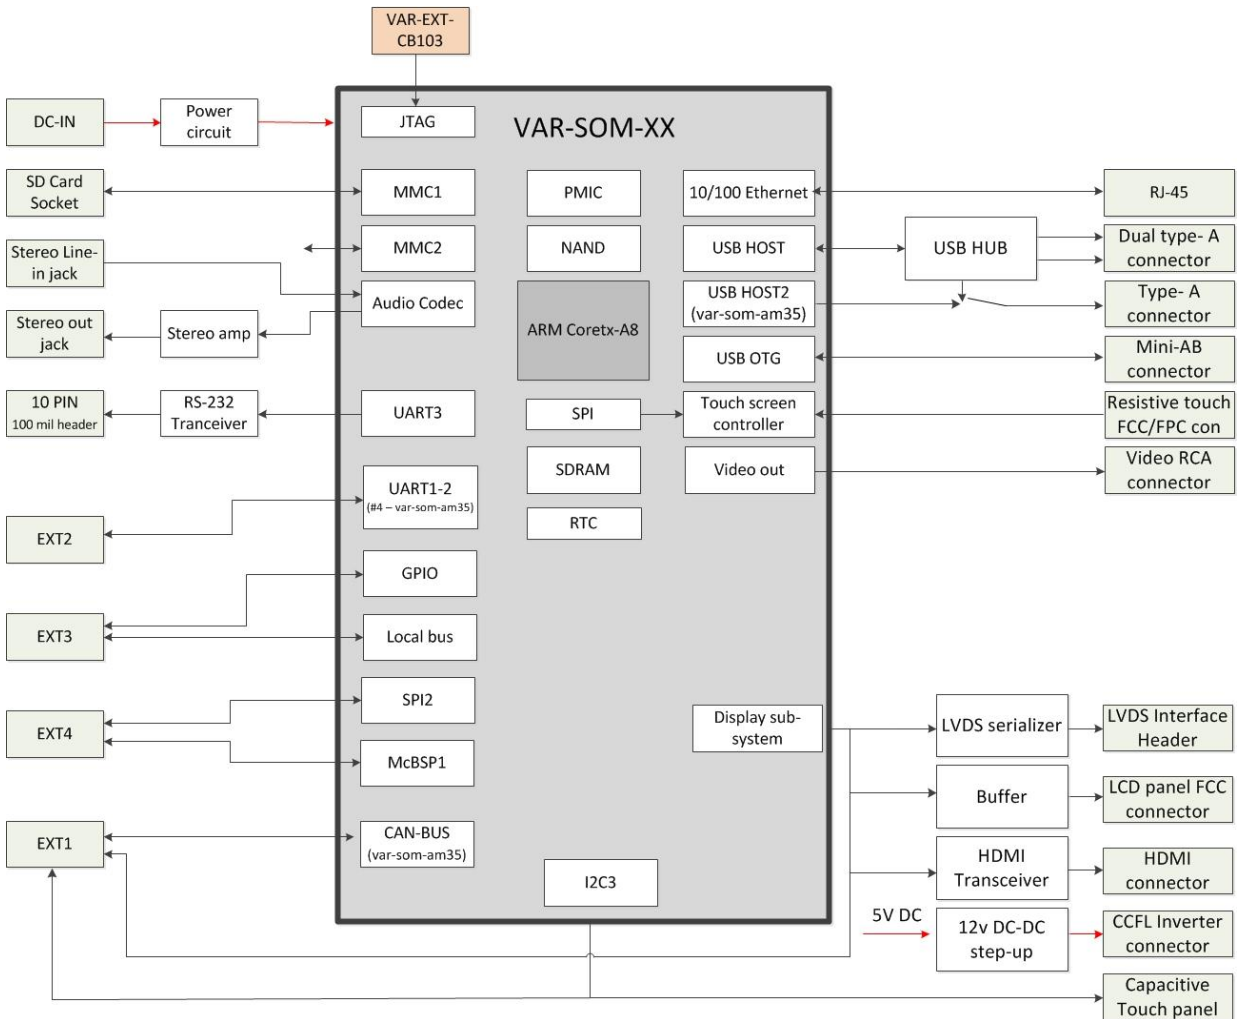 VAR-EXT-
CB103
VAR-SOM-XX
DC-IN
Power
circuit
JTAG
SD Card
Socket
MMC1
PMIC
10/100 Ethernet
RJ-45
Stereo Line-
in jack
MMC2
NAND
USB HOST
USB HUB
Dual type- A
connector
Audio Codec
ARM Coretx-A8
USB HOST2
(var-som-am35)
Type- A
connector
Stereo out
jack
Stereo amp
USB OTG
Mini-AB
connector
10 PIN
100 mil header
RS-232
Tranceiver
UART3
SPI
Touch screen
controller
Resistive touch
FCC/FPC con
SDRAM
Video out
Video RCA
connector
UART1-2
(#4 – var-som-am35)
RTC
EXT2
GPIO
EXT3
Local bus
SPI2
EXT4
McBSP1
Display sub-
system
LVDS serializer
LVDS Interface
Header
Buffer
LCD panel FCC
connector
EXT1
CAN-BUS
(var-som-am35)
I2C3
HDMI
Transceiver
HDMI
connector
5V DC
12v DC-DC
step-up
CCFL Inverter
connector
Capacitive
Touch panel